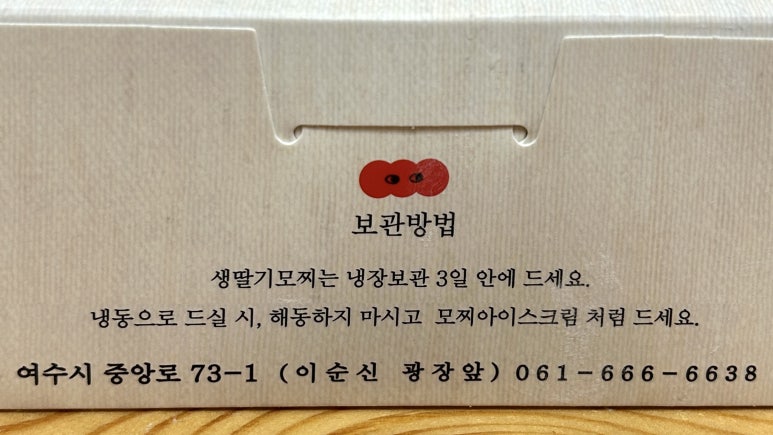 보관방법
생딸기모찌는 냉장보관 3일 안에 드세요.
냉동으로 드실 시, 해동하지 마시고 모찌아이스크림 처럼 드세요.
여수시 중앙로 73-1 (이순신 광장앞) 061-666-6638